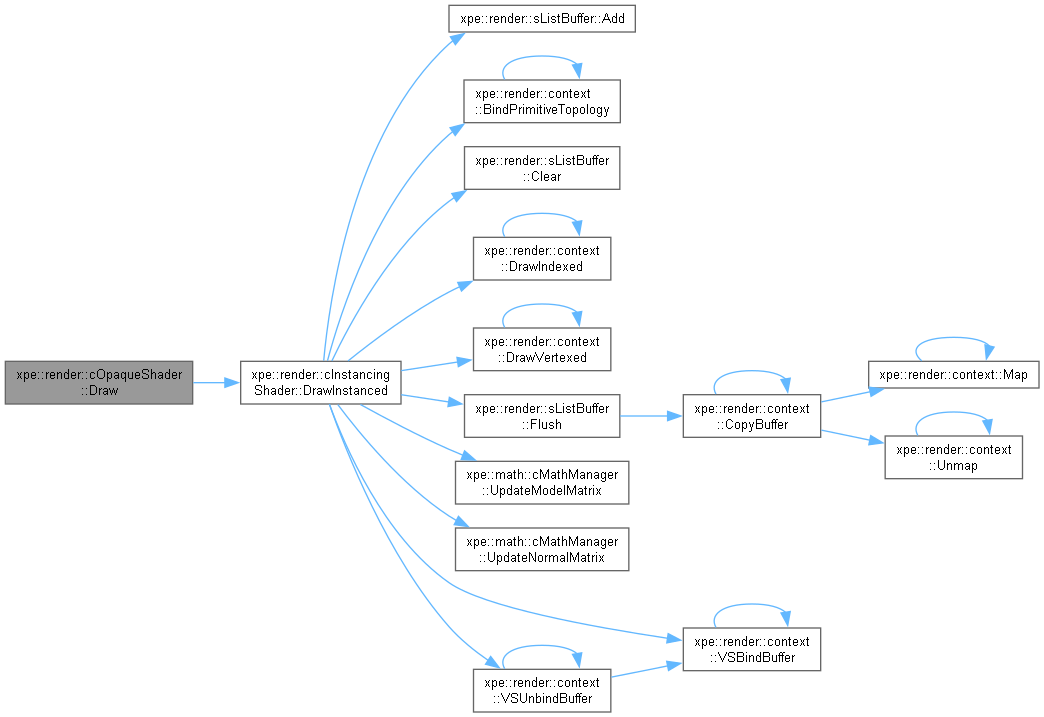 xpe::render::sListBuffer::Add
xpe::render::context
::BindPrimitiveTopology
xpe::render::sListBuffer
::Clear
xpe::render::context
::DrawIndexed
xpe::render::context
::DrawVertexed
xpe::render::cOpaqueShader
::Draw
xpe::render::cInstancing
Shader::DrawInstanced
xpe::render::context::Map
xpe::render::sListBuffer
::Flush
xpe::render::context
::CopyBuffer
xpe::render::context
::Unmap
xpe::math::cMathManager
::UpdateModelMatrix
xpe::math::cMathManager
::UpdateNormalMatrix
xpe::render::context
::VSBindBuffer
xpe::render::context
::VSUnbindBuffer